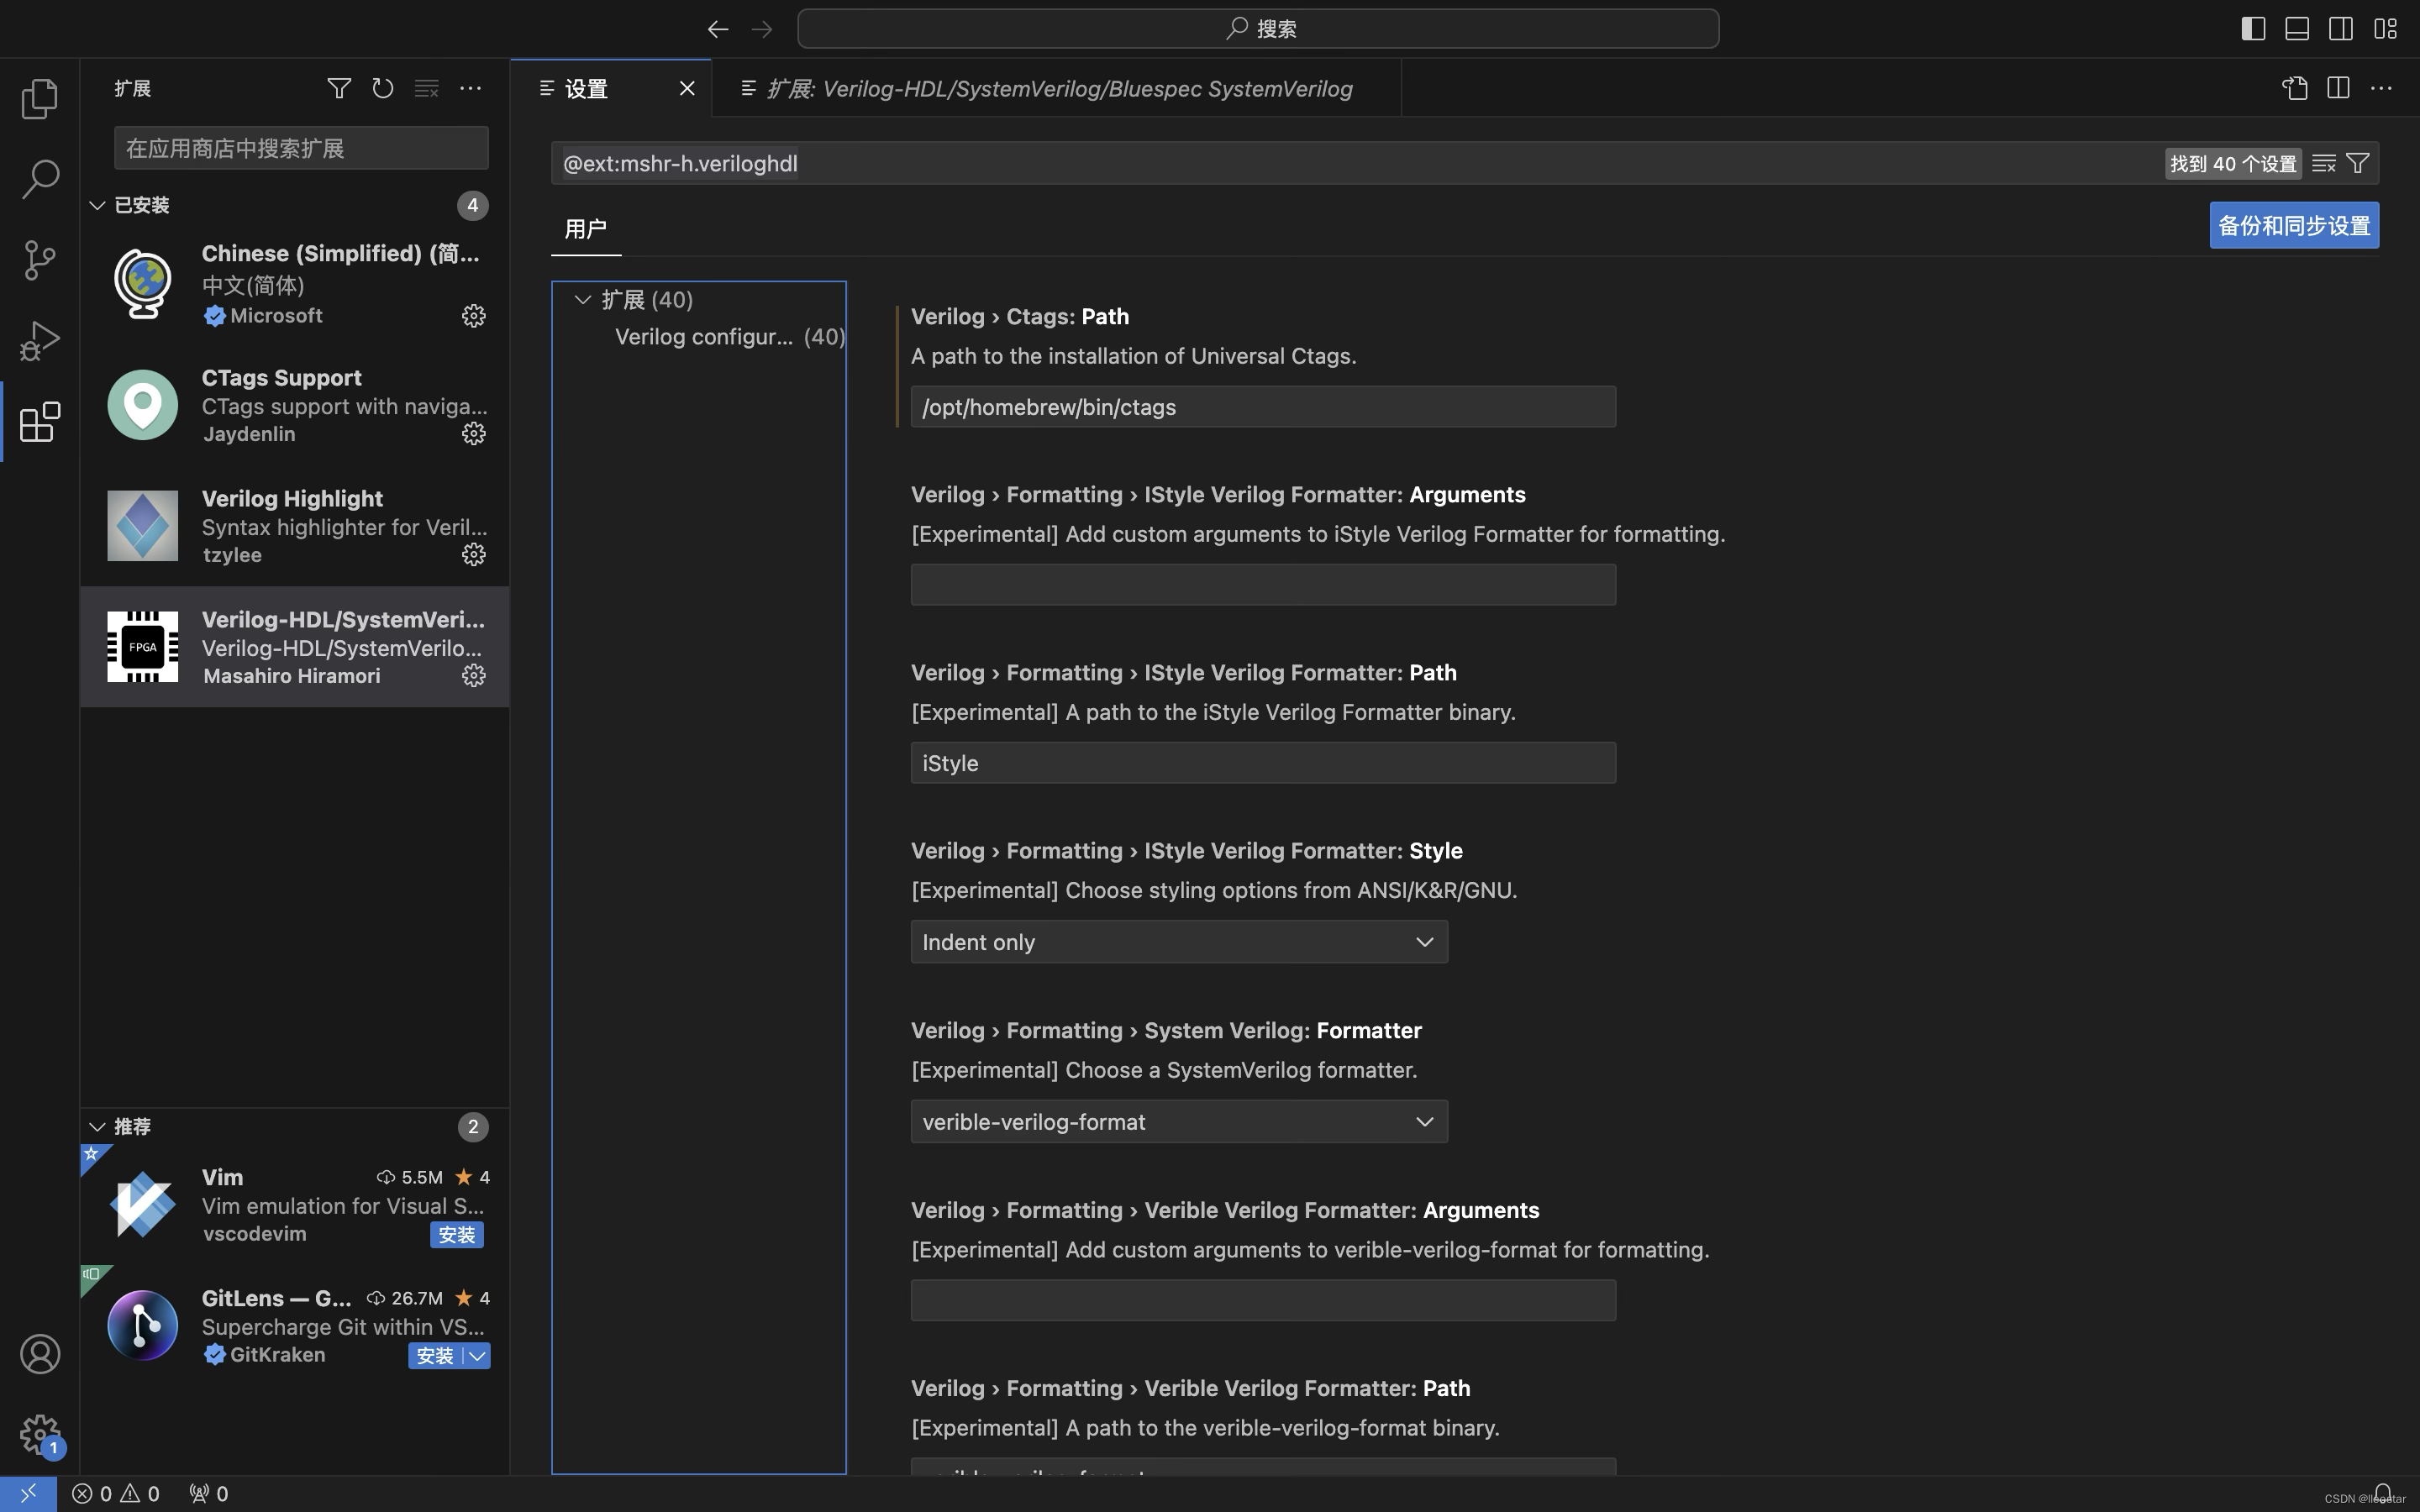 搜索
扩展
设置
扩展: Verilog-HDL/SystemVerilog/Bluespec SystemVerilog
在应用商店中搜索扩展
@ext:mshr-h.veriloghdl
找到 40 个设置
已安装
4
用户
备份和同步设置
Chinese (Simplified) (简...
中文(简体)
Microsoft
CTags Support
CTags support with naviga...
Jaydenlin
Verilog Highlight
Syntax highlighter for Veril...
tzylee
FPGA
Verilog-HDL/SystemVeri...
Verilog-HDL/SystemVerilo...
Masahiro Hiramori
推荐
2
Vim
5.5M
4
Vim emulation for Visual S...
vscodevim
安装
GitLens — G...
26.7M
4
Supercharge Git within VS...
GitKraken
安装
扩展 (40)
Verilog configur... (40)
Verilog › Ctags: Path
A path to the installation of Universal Ctags.
/opt/homebrew/bin/ctags
Verilog › Formatting › IStyle Verilog Formatter: Arguments
[Experimental] Add custom arguments to iStyle Verilog Formatter for formatting.
Verilog › Formatting › IStyle Verilog Formatter: Path
[Experimental] A path to the iStyle Verilog Formatter binary.
iStyle
Verilog › Formatting › IStyle Verilog Formatter: Style
[Experimental] Choose styling options from ANSI/K&R/GNU.
Indent only
Verilog › Formatting › System Verilog: Formatter
[Experimental] Choose a SystemVerilog formatter.
verible-verilog-format
Verilog › Formatting › Verible Verilog Formatter: Arguments
[Experimental] Add custom arguments to verible-verilog-format for formatting.
Verilog › Formatting › Verible Verilog Formatter: Path
[Experimental] A path to the verible-verilog-format binary.
1
0
0
0